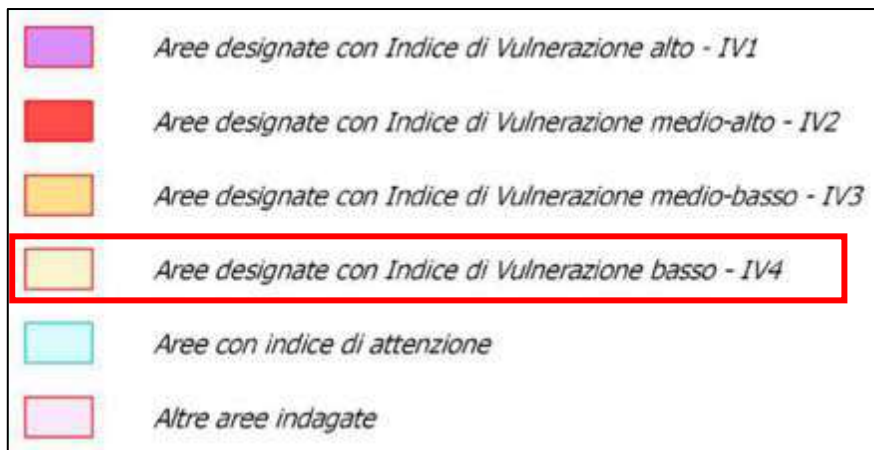 Aree designate con Indice di Vulnerazione alto - IV1
Aree designate con Indice di Vulnerazione medio-alto - IV2
Aree designate con Indice di Vulnerazione medio-basso - IV3
Aree designate con Indice di Vulnerazione basso - IV4
Aree con indice di attenzione
Altre aree indagate